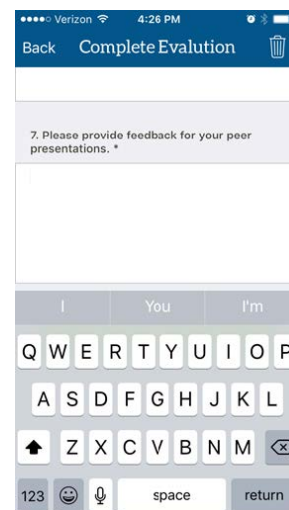 Verizon 4:26 PM
Back Complete Evalution
7. Please provide feedback for your peer
presentations. *
I You I'm
Q W E R T Y U I O P
A S D F G H J K L
Z X C V B N M
123 space return